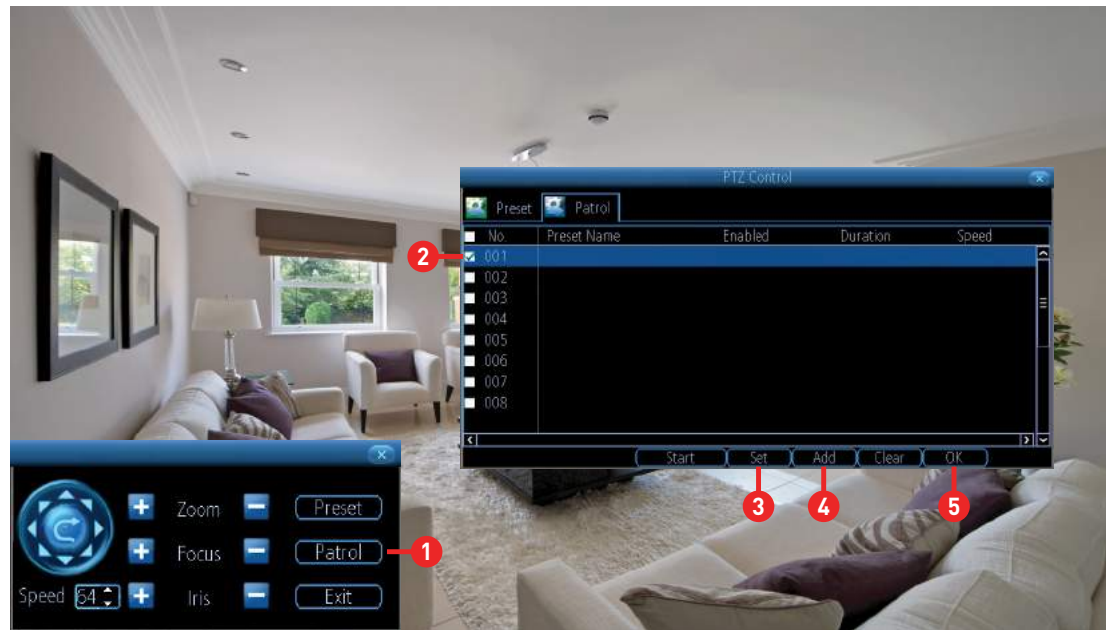 PTZ Control
Preset Patrol
No. Preset Name Enabled Duration Speed
2 001
002
003
004
005
006
007
008
Start Set Add Clear OK
3 4 5
Zoom Preset
Focus Patrol 1
Speed 64 Iris Exit